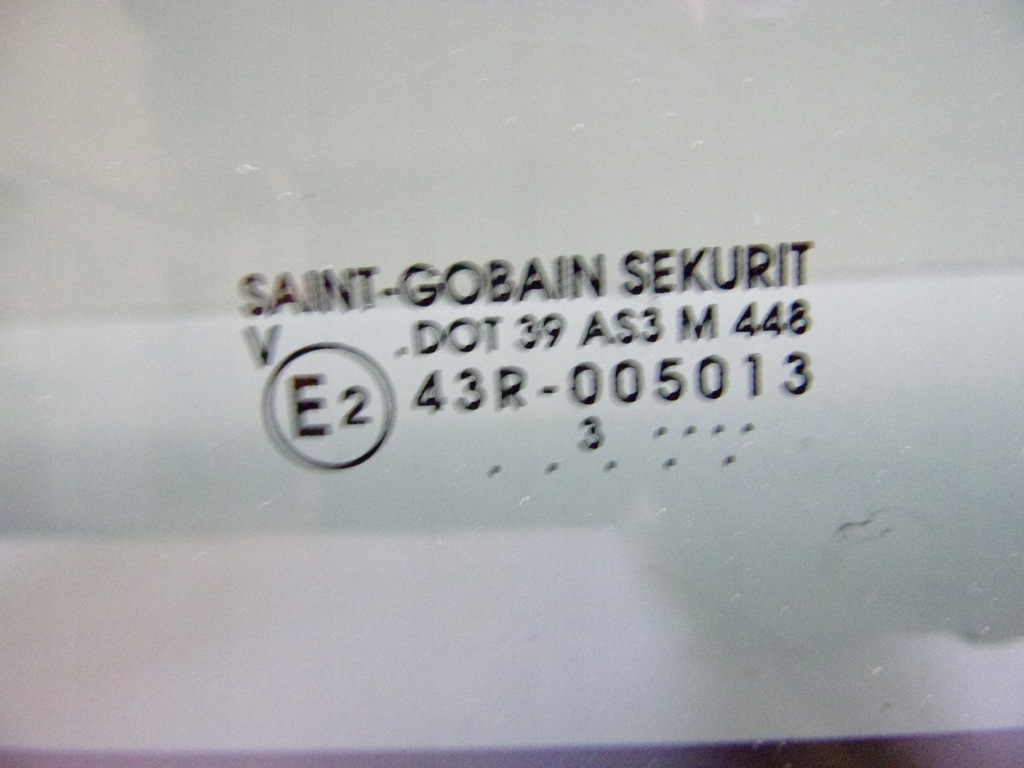 SAINT-GOBAIN SEKURIT
V .DOT 39 AS3 M 448
E2 43R-005013
3 ....
. . . . .